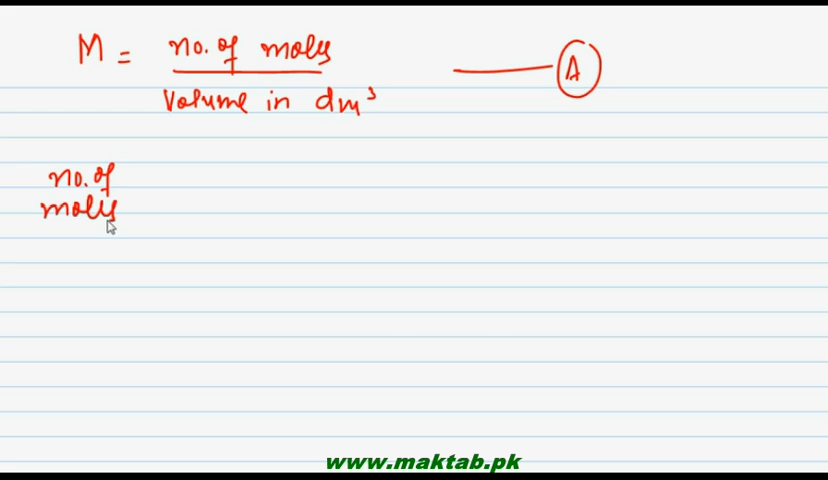 M = no. of moles
Volume in dm³
A
no. of
moles
www.maktab.pk